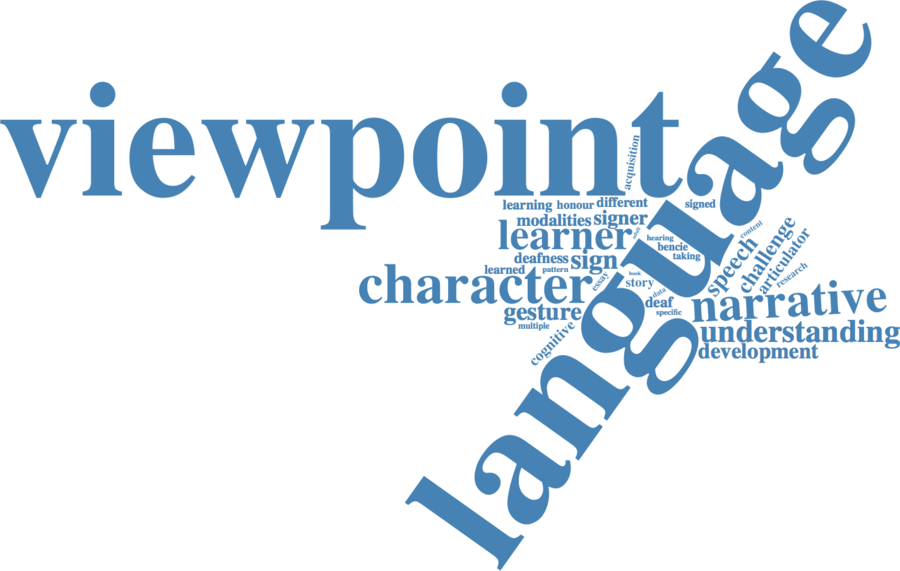 viewpoint
language
acquisition
learning honour different
signed
modalities signer
learner
adult
hearing
bencie
taking
content
deafness sign
speech
challenge
articulator
research
learned
pattern
character
essay
book
story
data
deaf
specific
narrative
gesture
multiple
cognitive
understanding
development